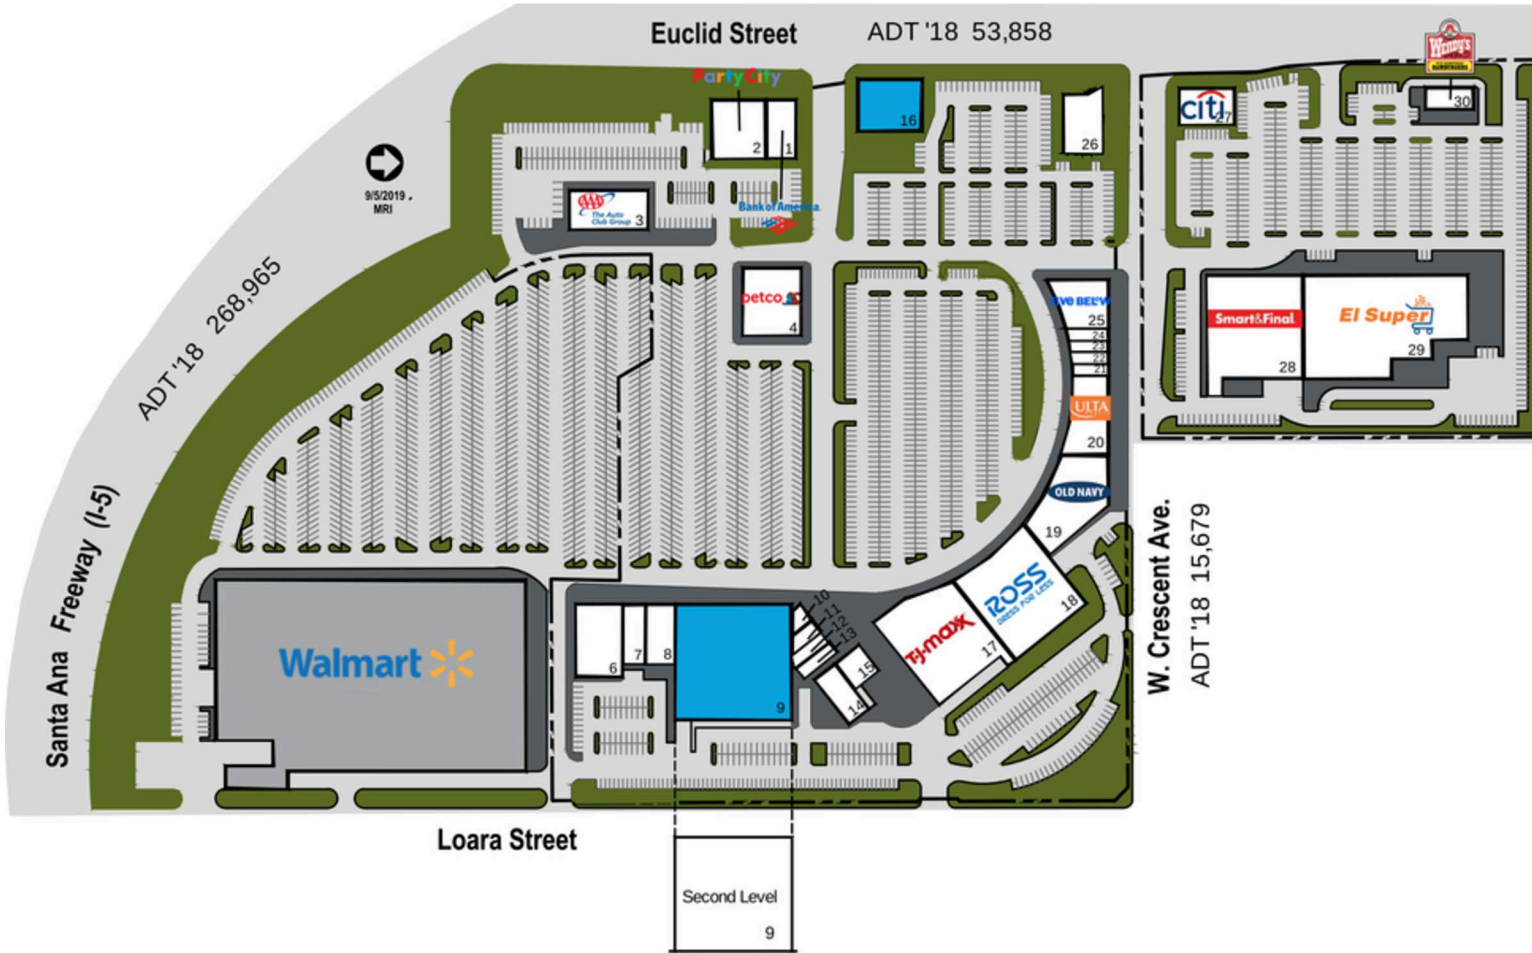 Euclid Street
ADT '18 53,858
Wendy's
HAMBURGERS
Party City
citi
27
30
16
26
2
1
9/5/2019
MRI
AAA
The Auto
Club Group
3
Bank of America
ADT '18 268,965
petco
4
25
24
23
22
21
Smart&Final
28
El Super
29
ULTA
20
OLD NAVY
19
Santa Ana Freeway (I-5)
W. Crescent Ave.
ADT '18 15,679
ROSS
DRESS FOR LESS
18
T.J.maxx
17
Walmart
6
7
8
9
10
11
12
13
15
14
Loara Street
Second Level
9